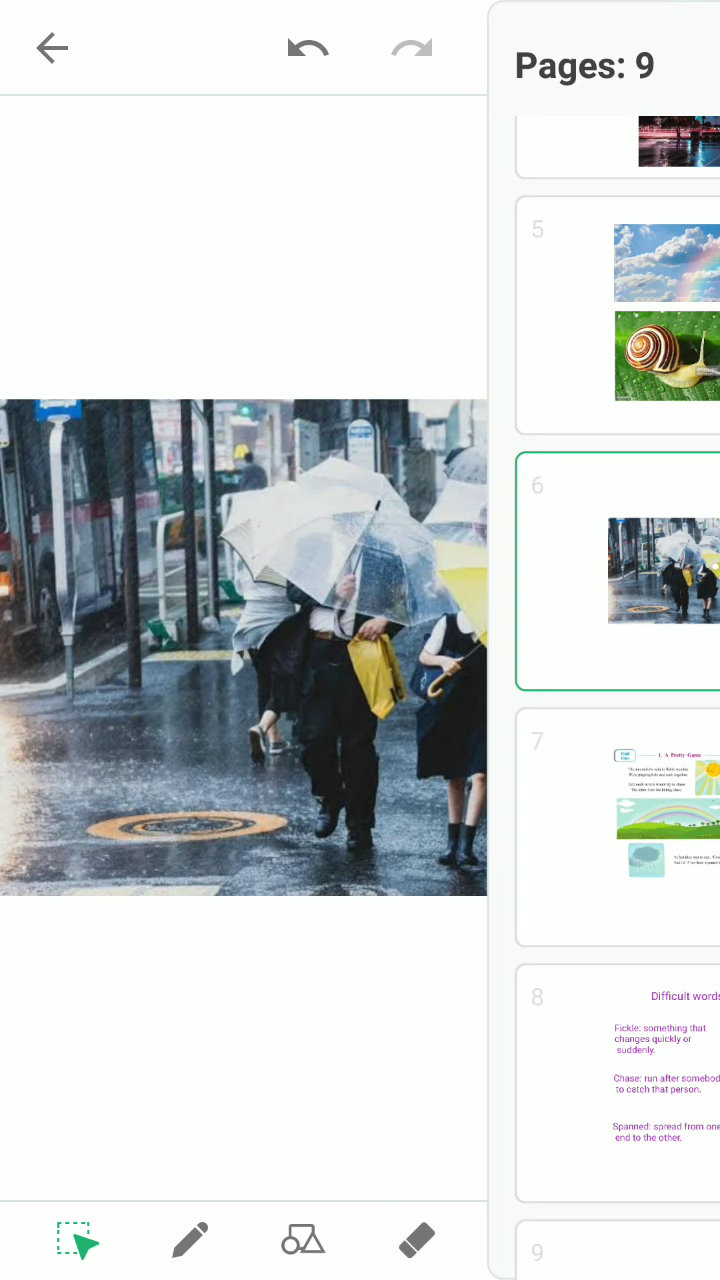 Pages: 9
5
6
7
Unit
One
1. A Pretty Game
8
Difficult words
Fickle: something that
changes quickly or
suddenly.
Chase: run after somebod
to catch that person.
Spanned: spread from one
end to the other.
9